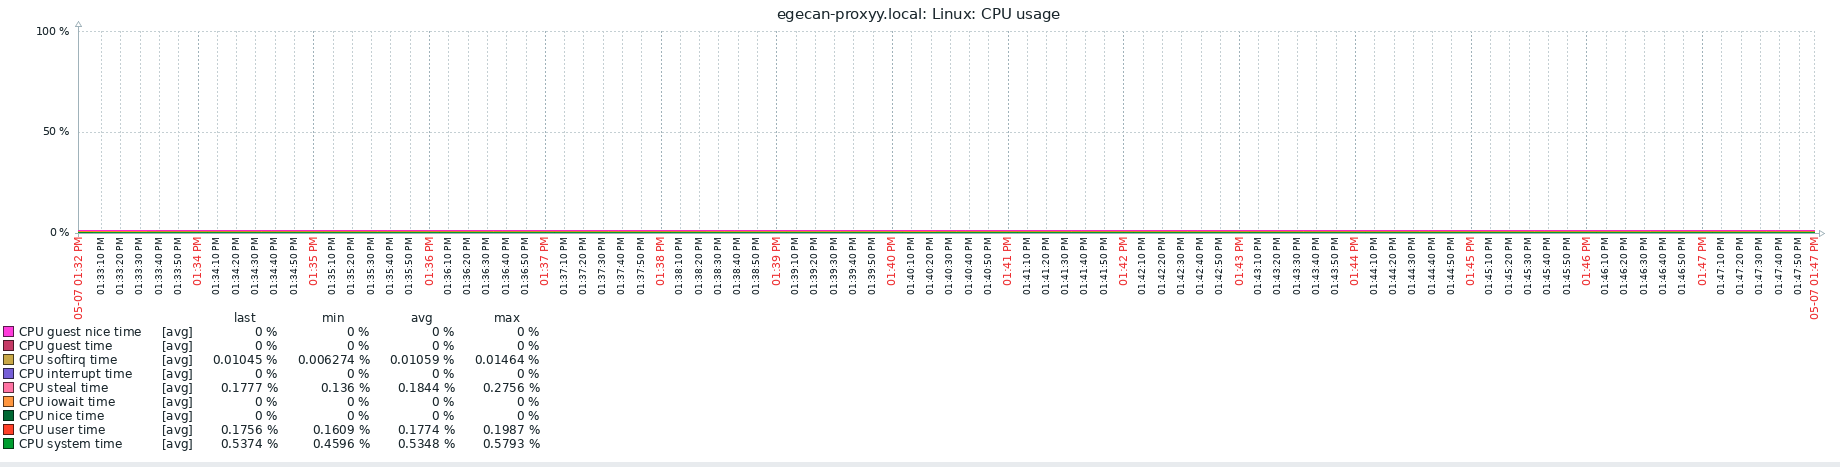 egecan-proxyy.local: Linux: CPU usage
100 %
50 %
0 %
05-07 01:32 PM 01:33:10 PM 01:33:20 PM 01:33:30 PM 01:33:40 PM 01:33:50 PM 01:34 PM 01:34:10 PM 01:34:20 PM 01:34:30 PM 01:34:40 PM 01:34:50 PM 01:35 PM 01:35:10 PM 01:35:20 PM 01:35:30 PM 01:35:40 PM 01:35:50 PM 01:36 PM 01:36:10 PM 01:36:20 PM 01:36:30 PM 01:36:40 PM 01:36:50 PM 01:37 PM 01:37:10 PM 01:37:20 PM 01:37:30 PM 01:37:40 PM 01:37:50 PM 01:38 PM 01:38:10 PM 01:38:20 PM 01:38:30 PM 01:38:40 PM 01:38:50 PM 01:39 PM 01:39:10 PM 01:39:20 PM 01:39:30 PM 01:39:40 PM 01:39:50 PM 01:40 PM 01:40:10 PM 01:40:20 PM 01:40:30 PM 01:40:40 PM 01:40:50 PM 01:41 PM 01:41:10 PM 01:41:20 PM 01:41:30 PM 01:41:40 PM 01:41:50 PM 01:42 PM 01:42:10 PM 01:42:20 PM 01:42:30 PM 01:42:40 PM 01:42:50 PM 01:43 PM 01:43:10 PM 01:43:20 PM 01:43:30 PM 01:43:40 PM 01:43:50 PM 01:44 PM 01:44:10 PM 01:44:20 PM 01:44:30 PM 01:44:40 PM 01:44:50 PM 01:45 PM 01:45:10 PM 01:45:20 PM 01:45:30 PM 01:45:40 PM 01:45:50 PM 01:46 PM 01:46:10 PM 01:46:20 PM 01:46:30 PM 01:46:40 PM 01:46:50 PM 01:47 PM 01:47:10 PM 01:47:20 PM 01:47:30 PM 01:47:40 PM 01:47:50 PM 05-07 01:47 PM
last min avg max
CPU guest nice time [avg] 0 % 0 % 0 % 0 %
CPU guest time [avg] 0 % 0 % 0 % 0 %
CPU softirq time [avg] 0.01045 % 0.006274 % 0.01059 % 0.01464 %
CPU interrupt time [avg] 0 % 0 % 0 % 0 %
CPU steal time [avg] 0.1777 % 0.136 % 0.1844 % 0.2756 %
CPU iowait time [avg] 0 % 0 % 0 % 0 %
CPU nice time [avg] 0 % 0 % 0 % 0 %
CPU user time [avg] 0.1756 % 0.1609 % 0.1774 % 0.1987 %
CPU system time [avg] 0.5374 % 0.4596 % 0.5348 % 0.5793 %